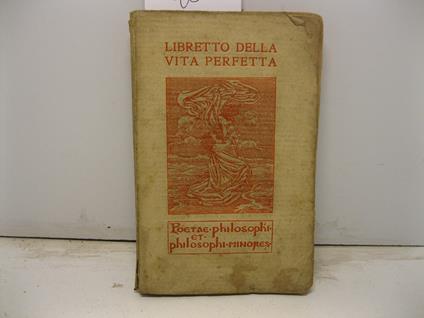 LIBRETTO DELLA
VITA PERFETTA
Poetae·philosophi·
ET·
philosophi·MINORES·